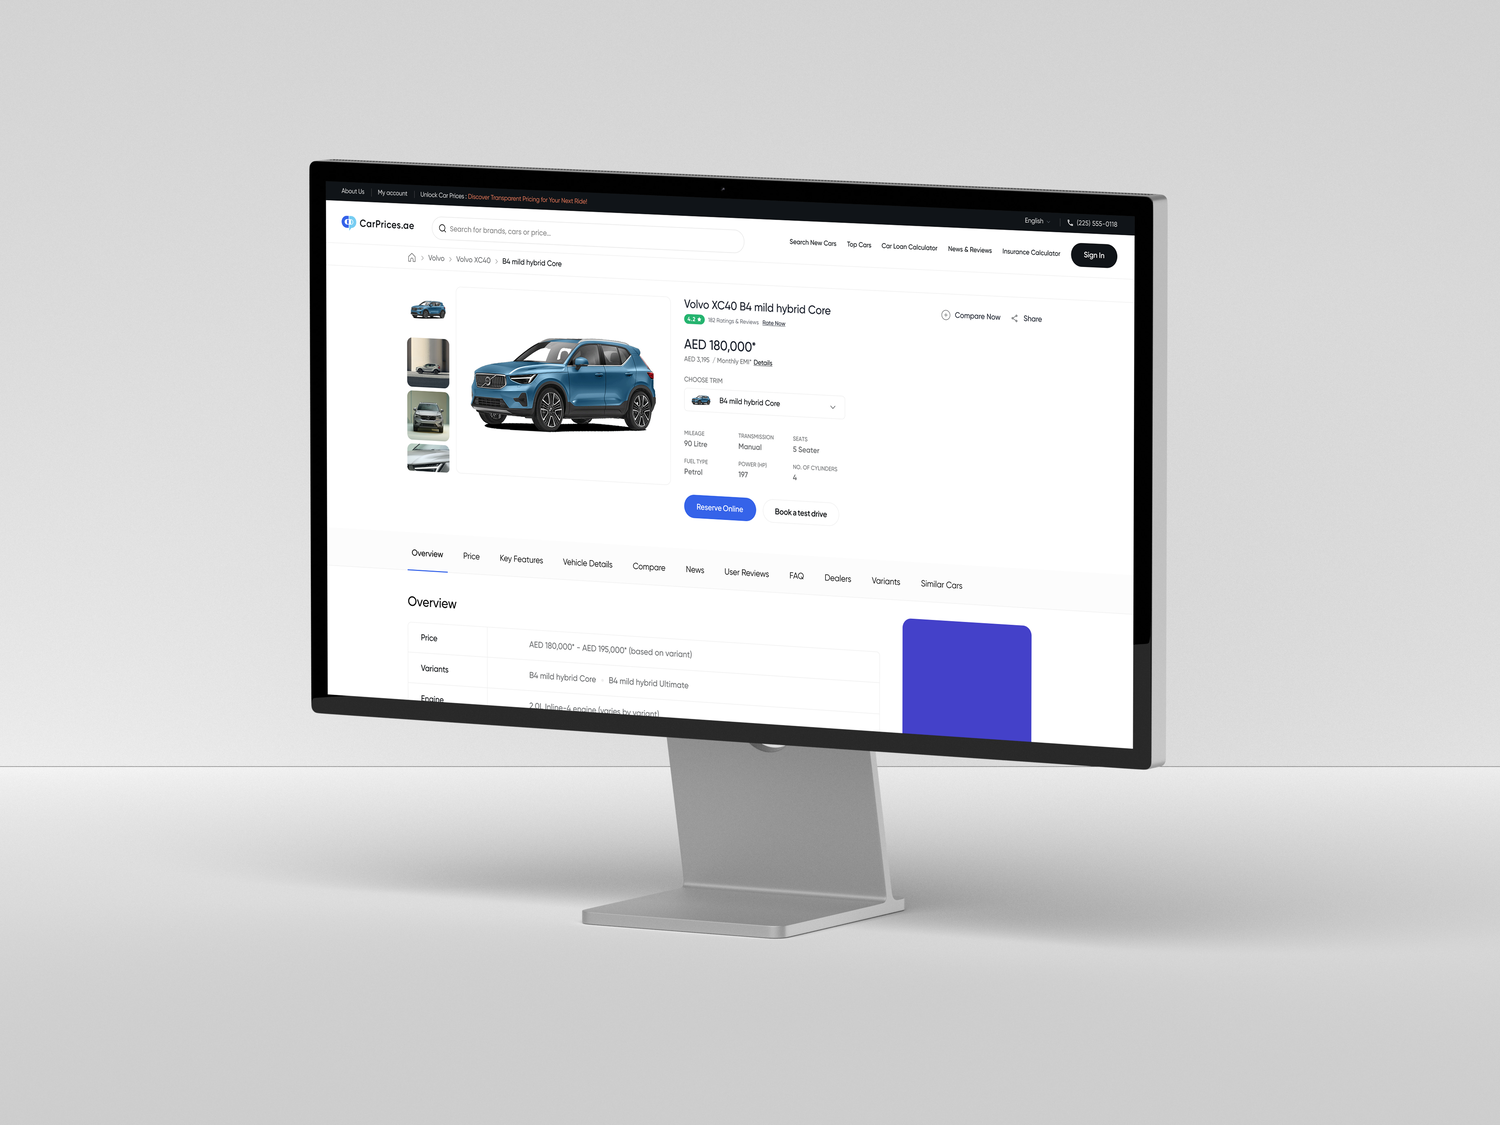 About Us
My account
Unlock Car Prices : Discover Transparent Pricing for Your Next Ride!
English
(225) 555-0118
CarPrices.ae
Search for brands, cars or price...
Search New Cars
Top Cars
Car Loan Calculator
News & Reviews
Insurance Calculator
Sign In
Volvo > Volvo XC40 > B4 mild hybrid Core
Volvo XC40 B4 mild hybrid Core
4.2 ★ 182 Ratings & Reviews Rate Now
Compare Now
Share
AED 180,000*
AED 3,195 / Monthly EMI* Details
CHOOSE TRIM
B4 mild hybrid Core
MILEAGE
90 Litre
TRANSMISSION
Manual
SEATS
5 Seater
FUEL TYPE
Petrol
POWER (HP)
197
NO. OF CYLINDERS
4
Reserve Online
Book a test drive
Overview
Price
Key Features
Vehicle Details
Compare
News
User Reviews
FAQ
Dealers
Variants
Similar Cars
Overview
Price
AED 180,000* - AED 195,000* (based on variant)
Variants
B4 mild hybrid Core · B4 mild hybrid Ultimate
Engine
2.0L Inline-4 engine (varies by variant)